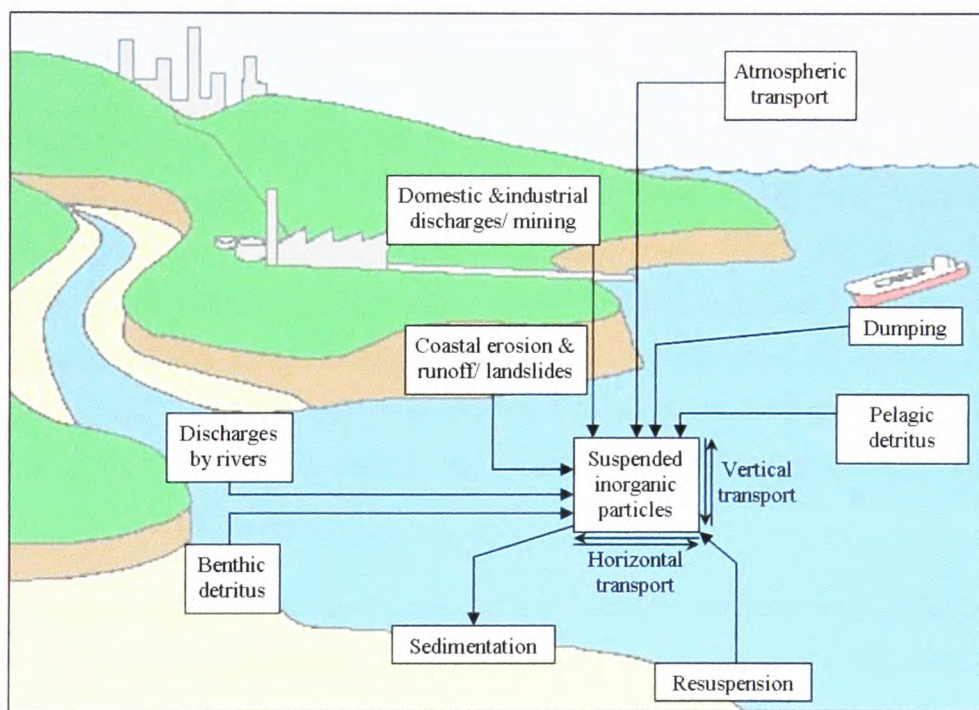 Atmospheric
transport
Domestic &industrial
discharges/ mining
Dumping
Coastal erosion &
runoff/ landslides
Pelagic
detritus
Discharges
by rivers
Suspended
inorganic
particles
Vertical
transport
Benthic
detritus
Horizontal
transport
Sedimentation
Resuspension